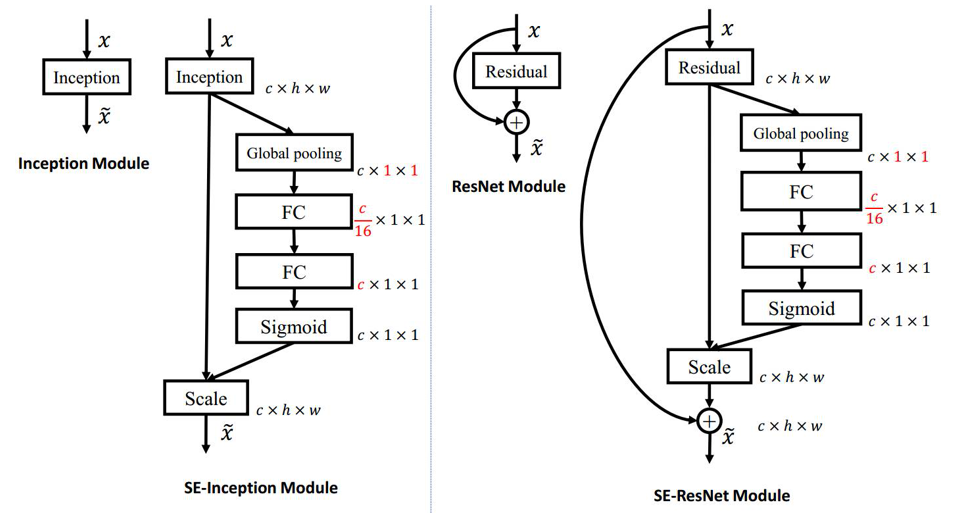 x
Inception
x̃
Inception Module
x
Inception
c × h × w
Global pooling
c × 1 × 1
FC
c/16 × 1 × 1
FC
c × 1 × 1
Sigmoid
c × 1 × 1
Scale
c × h × w
x̃
SE-Inception Module
x
Residual
+
x̃
ResNet Module
x
Residual
c × h × w
Global pooling
c × 1 × 1
FC
c/16 × 1 × 1
FC
c × 1 × 1
Sigmoid
c × 1 × 1
Scale
c × h × w
+
x̃
c × h × w
SE-ResNet Module